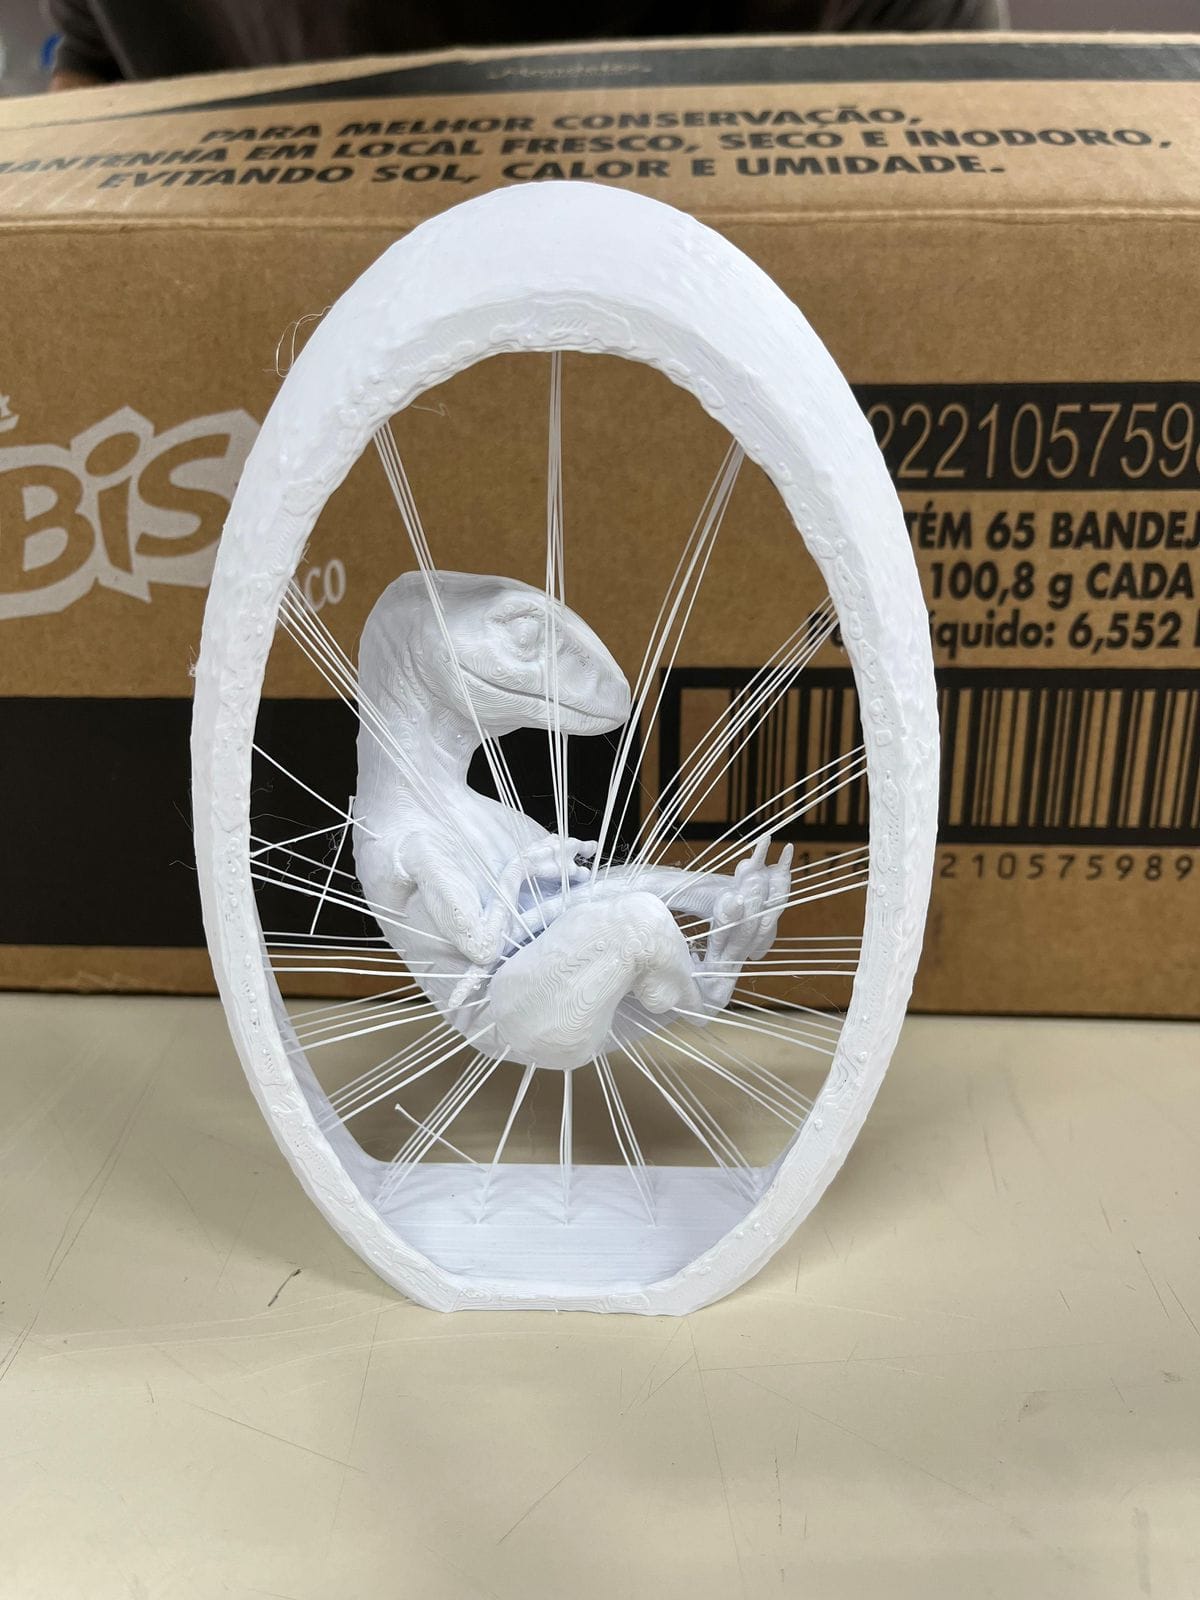 PARA MELHOR CONSERVAÇÃO,
MANTENHA EM LOCAL FRESCO, SECO E INODORO,
EVITANDO SOL, CALOR E UMIDADE.
BiS
2221057598
TÉM 65 BANDEJ
100,8 g CADA
íquido: 6,552
210575989